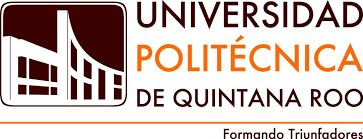 UNIVERSIDAD
POLITÉCNICA
DE QUINTANA ROO
Formando Triunfadores